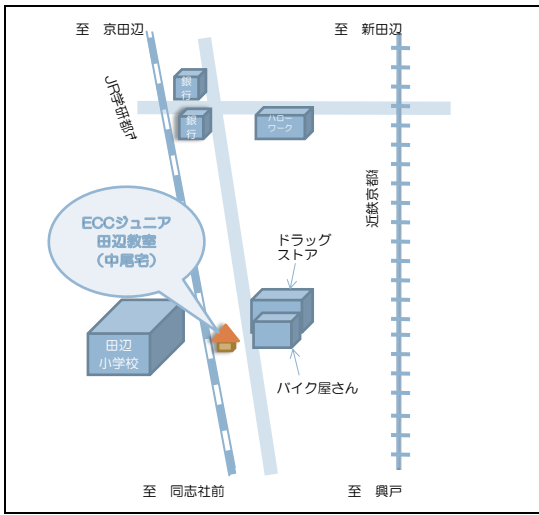 至　京田辺
至　新田辺
JR学研都市
銀
行
銀
行
ハロー
ワーク
近鉄京都
ECCジュニア
田辺教室
（中尾宅）
ドラッグ
ストア
田辺
小学校
バイク屋さん
至　同志社前
至　興戸